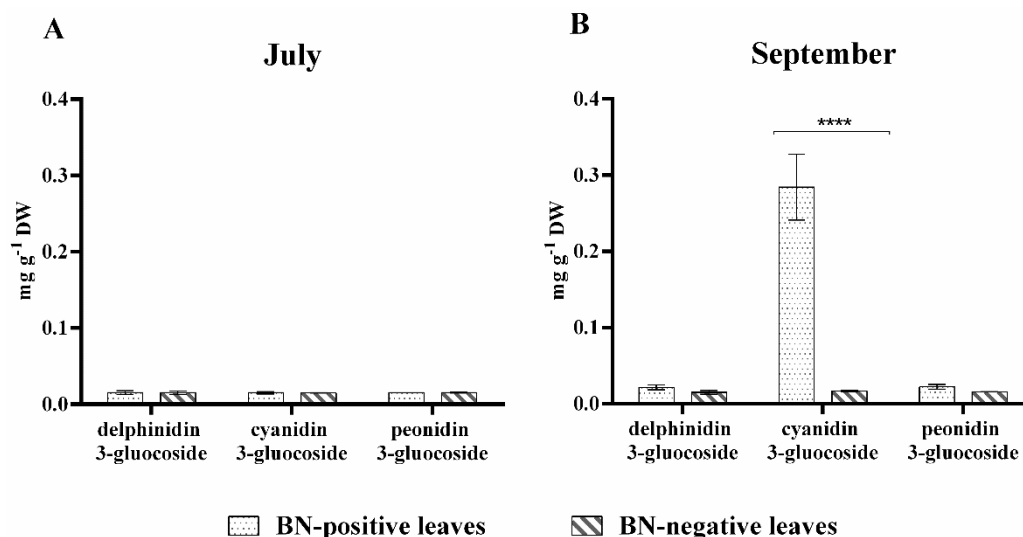 A
July
mg g-1 DW
0.4
0.3
0.2
0.1
0.0
delphinidin
3-gluocoside
cyanidin
3-gluocoside
peonidin
3-gluocoside
B
September
mg g-1 DW
0.4
0.3
0.2
0.1
0.0
****
delphinidin
3-gluocoside
cyanidin
3-gluocoside
peonidin
3-gluocoside
BN-positive leaves
BN-negative leaves